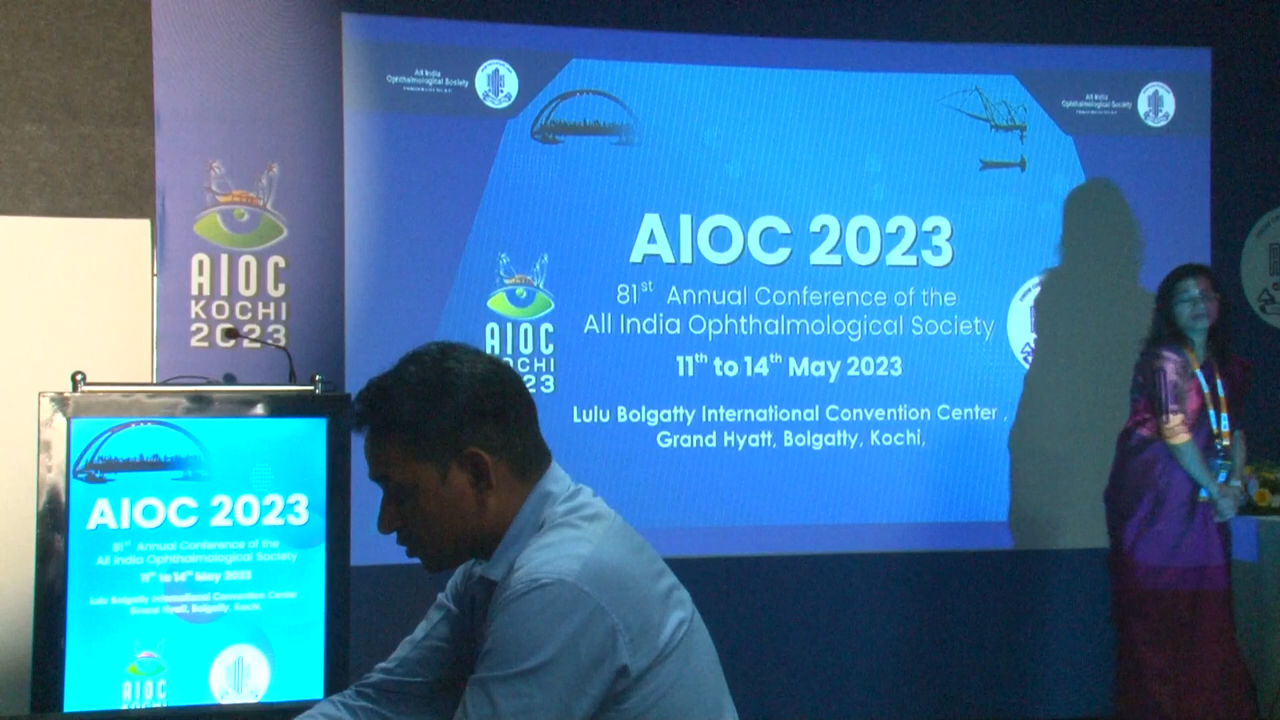 All India
Ophthalmological Society
All India
Ophthalmological Society
AIOC
KOCHI
2023
AIOC 2023
81st Annual Conference of the
All India Ophthalmological Society
11th to 14th May 2023
Lulu Bolgatty International Convention Center ,
Grand Hyatt, Bolgatty, Kochi,
AIOC
OCHI
23
AIOC 2023
81st Annual Conference of the
All India Ophthalmological Society
11th to 14th May 2023
Lulu Bolgatty International Convention Center
Grand Hyatt, Bolgatty, Kochi,
AIOC
KOCHI